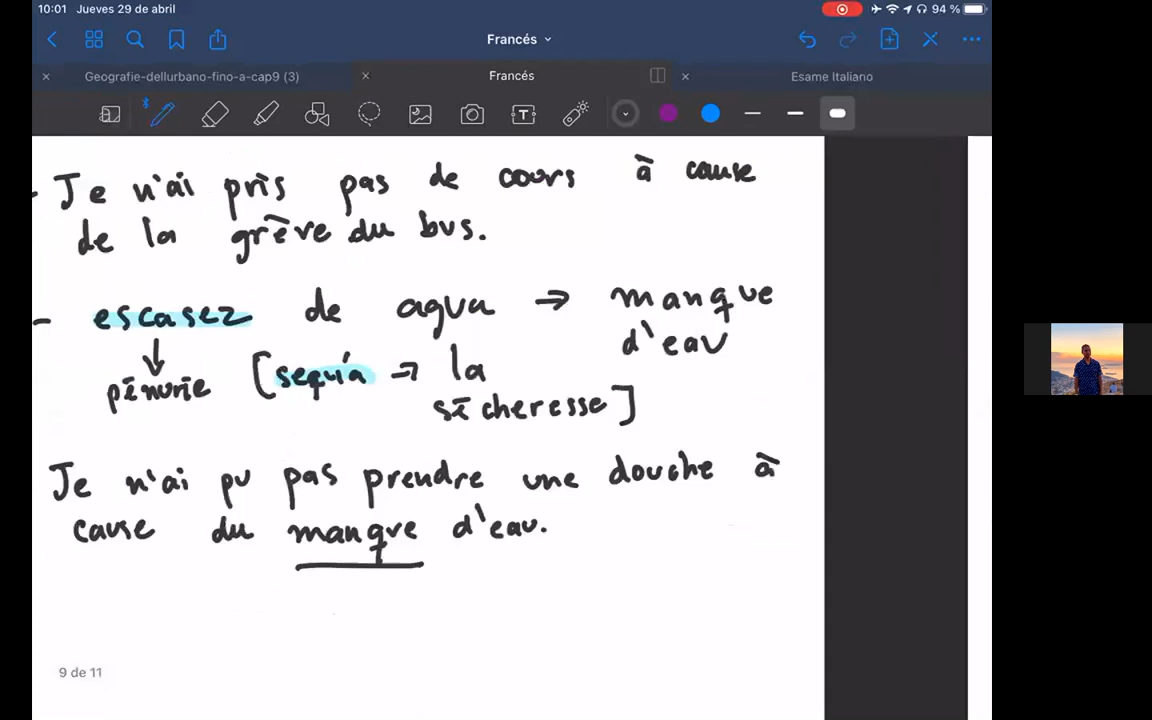 10:01 Jueves 29 de abril 94 %
Francés
Geografie-dellurbano-fino-a-cap9 (3) Francés Esame Italiano
- Je n'ai pris pas de cours à cause
de la grève du bus.
- escasez de agua → manque
d'eau
↓
pénurie [sequía → la
sécheresse]
Je n'ai pu pas prendre une douche à
cause du manque d'eau.
9 de 11